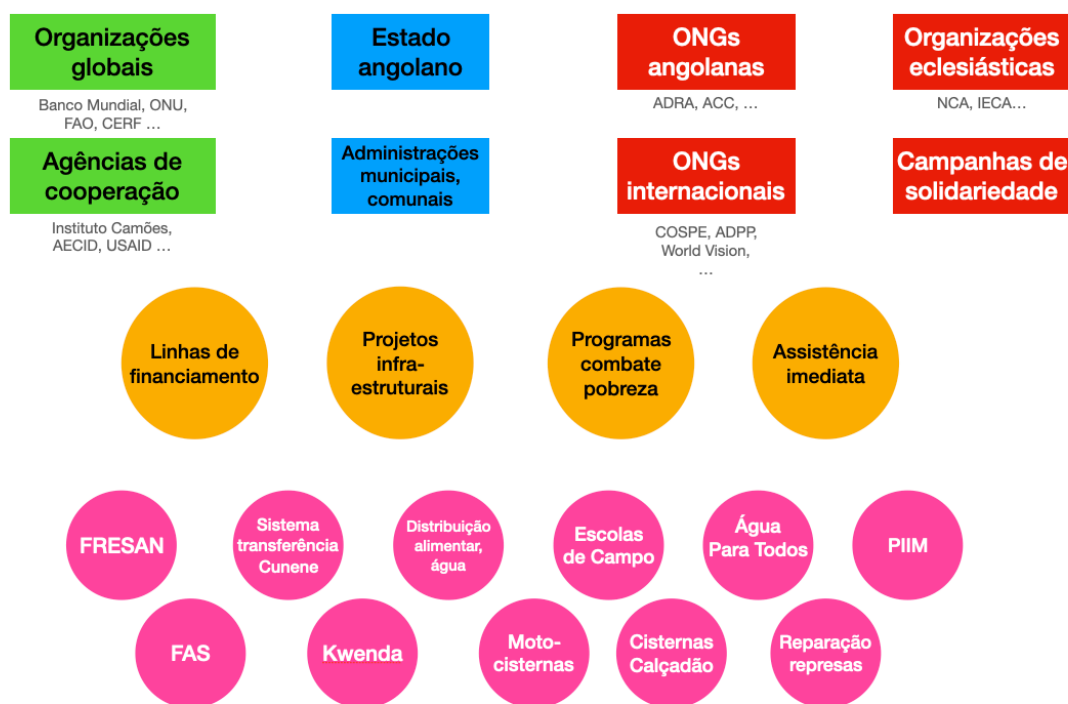 Organizações
globais
Banco Mundial, ONU,
FAO, CERF ...
Estado
angolano
ONGs
angolanas
ADRA, ACC, ...
Organizações
eclesiásticas
NCA, IECA...
Agências de
cooperação
Instituto Camões,
AECID, USAID ...
Administrações
municipais,
comunais
ONGs
internacionais
COSPE, ADPP,
World Vision,
...
Campanhas de
solidariedade
Linhas de
financiamento
Projetos
infra-
estruturais
Programas
combate
pobreza
Assistência
imediata
FRESAN
Sistema
transferência
Cunene
Distribuição
alimentar,
água
Escolas
de Campo
Água
Para Todos
PIIM
FAS
Kwenda
Moto-
cisternas
Cisternas
Calçadão
Reparação
represas